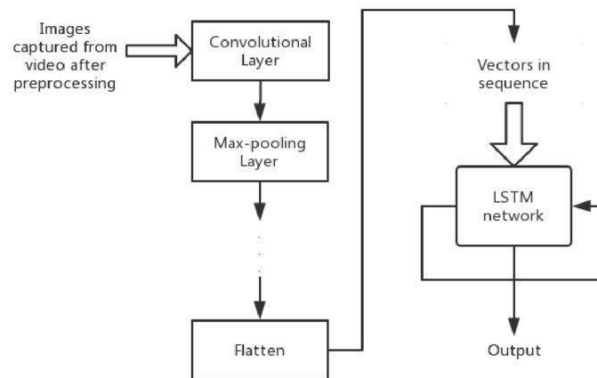 Images
captured from
video after
preprocessing
Convolutional
Layer
Max-pooling
Layer
Flatten
Vectors in
sequence
LSTM
network
Output